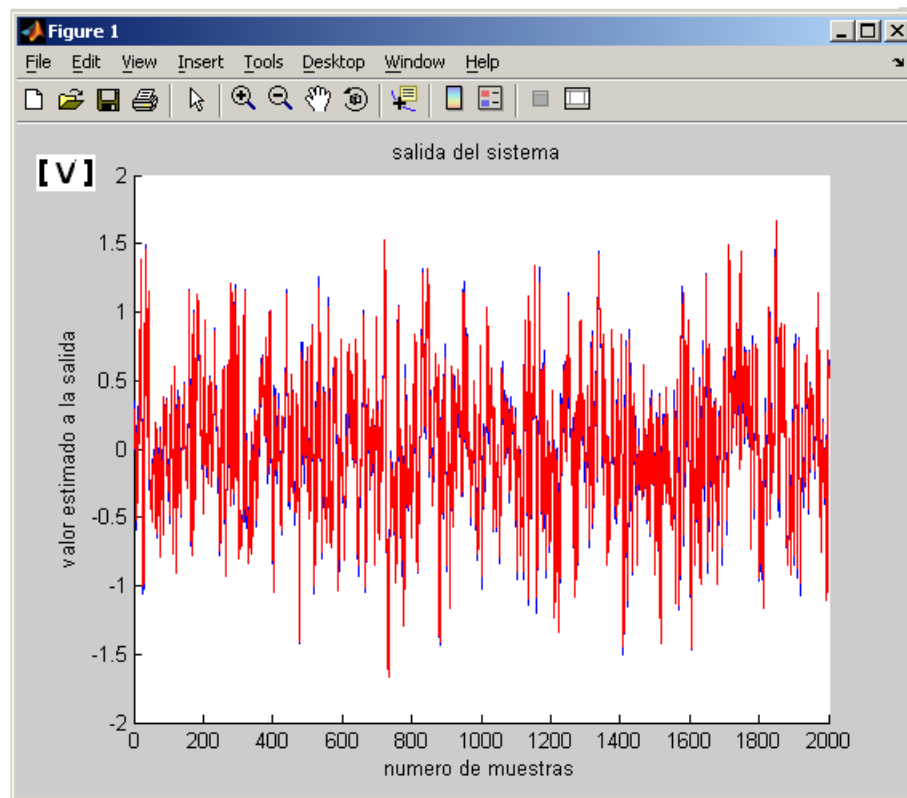 Figure 1
File Edit View Insert Tools Desktop Window Help
salida del sistema
[ V ]
2
1.5
1
0.5
0
-0.5
-1
-1.5
-2
valor estimado a la salida
0 200 400 600 800 1000 1200 1400 1600 1800 2000
numero de muestras